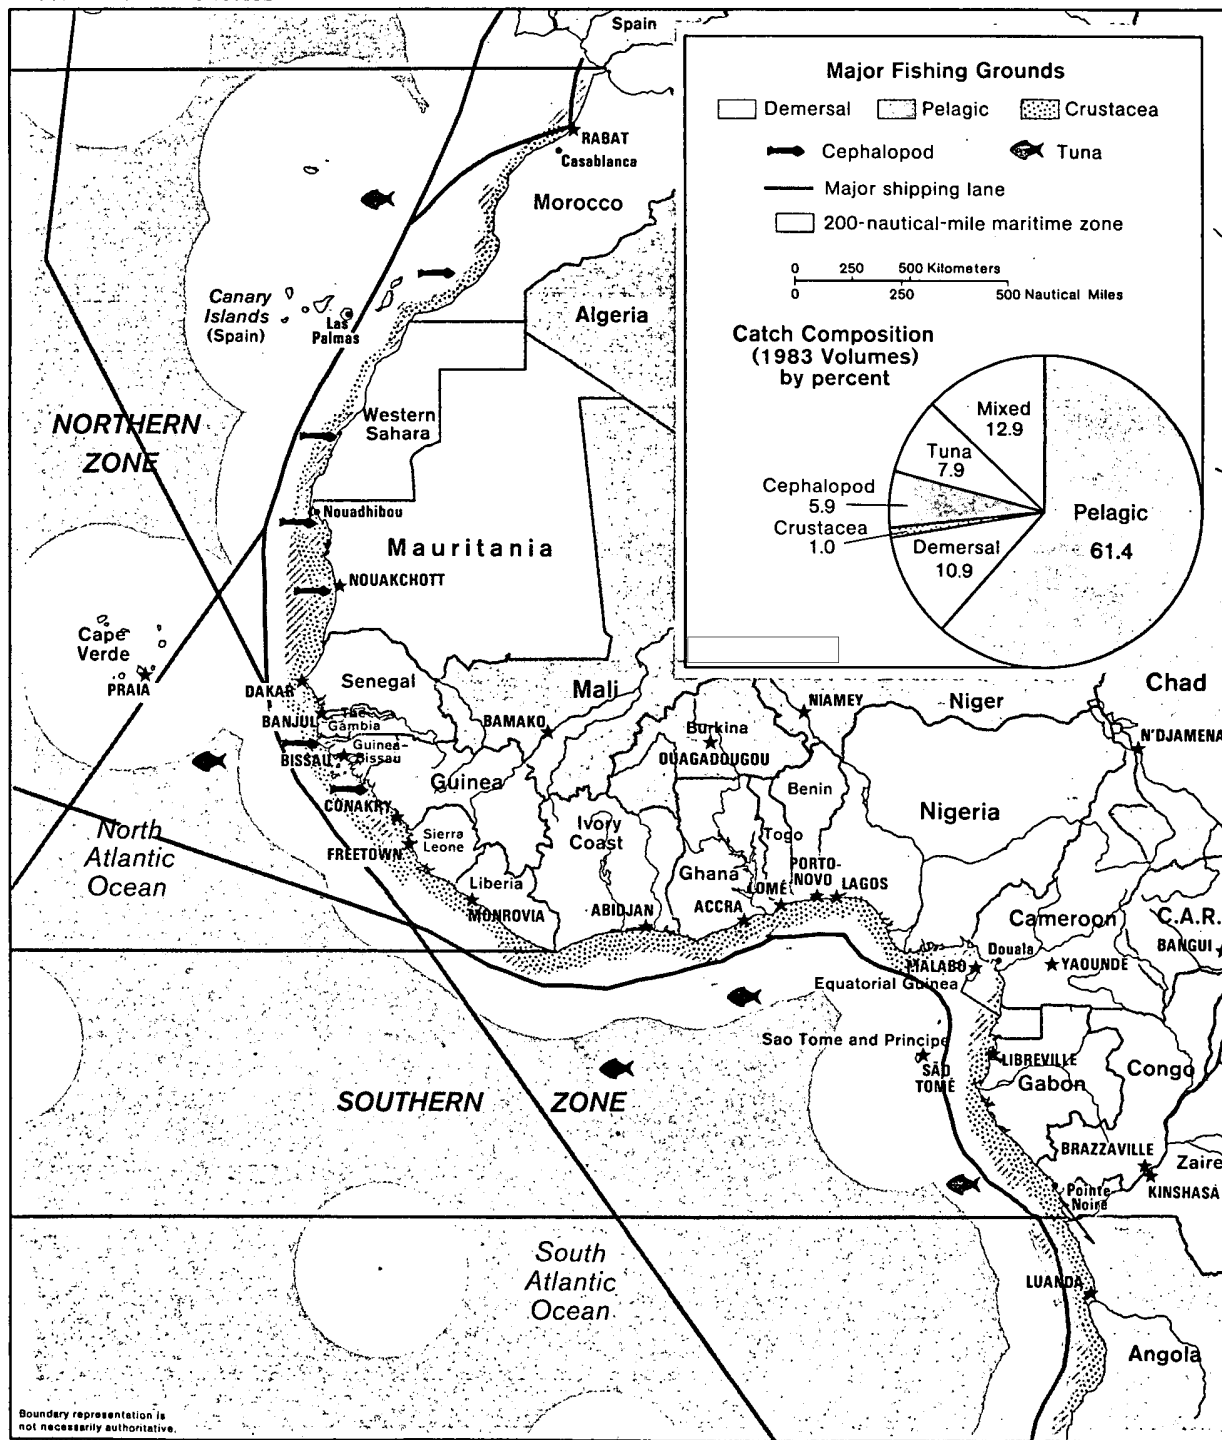 Spain
Major Fishing Grounds
Demersal
Pelagic
Crustacea
Cephalopod
Tuna
Major shipping lane
200-nautical-mile maritime zone
0 250 500 Kilometers
0 250 500 Nautical Miles
Catch Composition
(1983 Volumes)
by percent
Mixed
12.9
Tuna
7.9
Cephalopod
5.9
Crustacea
1.0
Demersal
10.9
Pelagic
61.4
RABAT
Casablanca
Morocco
Canary
Islands
(Spain)
Las
Palmas
Algeria
Western
Sahara
NORTHERN
ZONE
Nouadhibou
Mauritania
NOUAKCHOTT
Cape
Verde
PRAIA
DAKAR
Senegal
Mali
NIAMEY
Niger
Chad
BANJUL
The
Gambia
BAMAKO
Burkina
OUAGADOUGOU
N'DJAMENA
BISSAU
Guinea-
Bissau
Guinea
Benin
Nigeria
CONAKRY
Ivory
Coast
Togo
North
Atlantic
Ocean
FREETOWN
Sierra
Leone
Ghana
PORTO-
NOVO
LAGOS
Liberia
MONROVIA
ABIDJAN
ACCRA
LOMÉ
Cameroon
C.A.R.
BANGUI
MALABO
Douala
YAOUNDÉ
Equatorial Guinea
Sao Tome and Principe
SÃO
TOMÉ
LIBREVILLE
Gabon
Congo
SOUTHERN ZONE
BRAZZAVILLE
Zaire
KINSHASA
Pointe
Noire
South
Atlantic
Ocean
LUANDA
Angola
Boundary representation is
not necessarily authoritative.